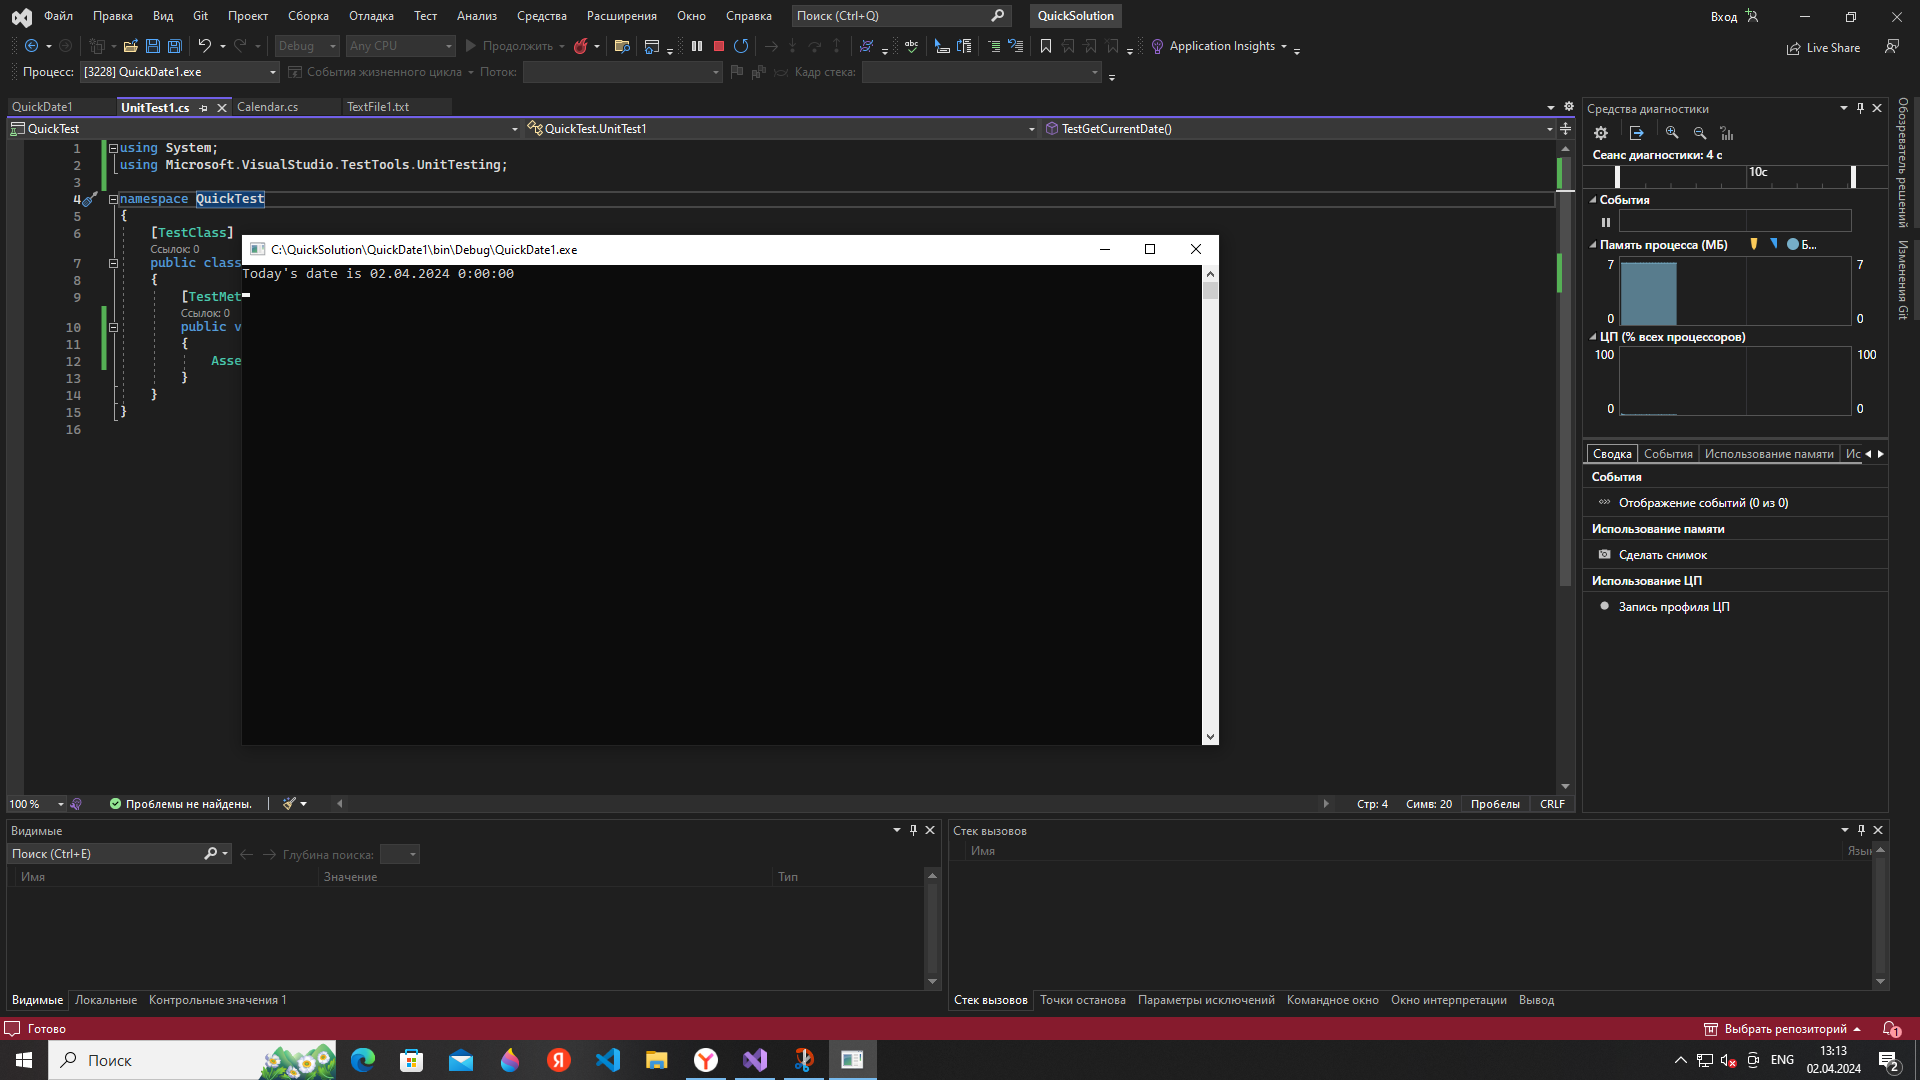 Файл Правка Вид Git Проект Сборка Отладка Тест Анализ Средства Расширения Окно Справка Поиск (Ctrl+Q) QuickSolution Вход
Debug Any CPU Продолжить Application Insights Live Share
Процесс: [3228] QuickDate1.exe События жизненного цикла Поток: Кадр стека:
QuickDate1 UnitTest1.cs Calendar.cs TextFile1.txt
QuickTest QuickTest.UnitTest1 TestGetCurrentDate()
1 using System;
2 using Microsoft.VisualStudio.TestTools.UnitTesting;
3
4 namespace QuickTest
5 {
6 [TestClass]
Ссылок: 0
7 public class
8 {
9 [TestMet
Ссылок: 0
10 public v
11 {
12 Asse
13 }
14 }
15 }
16
C:\QuickSolution\QuickDate1\bin\Debug\QuickDate1.exe
Today's date is 02.04.2024 0:00:00
100 % Проблемы не найдены. Стр: 4 Симв: 20 Пробелы CRLF
Средства диагностики
Сеанс диагностики: 4 с
10с
События
Память процесса (МБ) Б...
7 7
0 0
ЦП (% всех процессоров)
100 100
0 0
Сводка События Использование памяти Ис
События
Отображение событий (0 из 0)
Использование памяти
Сделать снимок
Использование ЦП
Запись профиля ЦП
Обозреватель решений
Изменения Git
Видимые
Поиск (Ctrl+E) Глубина поиска:
Имя Значение Тип
Видимые Локальные Контрольные значения 1
Стек вызовов
Имя Язык
Стек вызовов Точки останова Параметры исключений Командное окно Окно интерпретации Вывод
Готово Выбрать репозиторий 1
Поиск ENG 13:13
02.04.2024 2